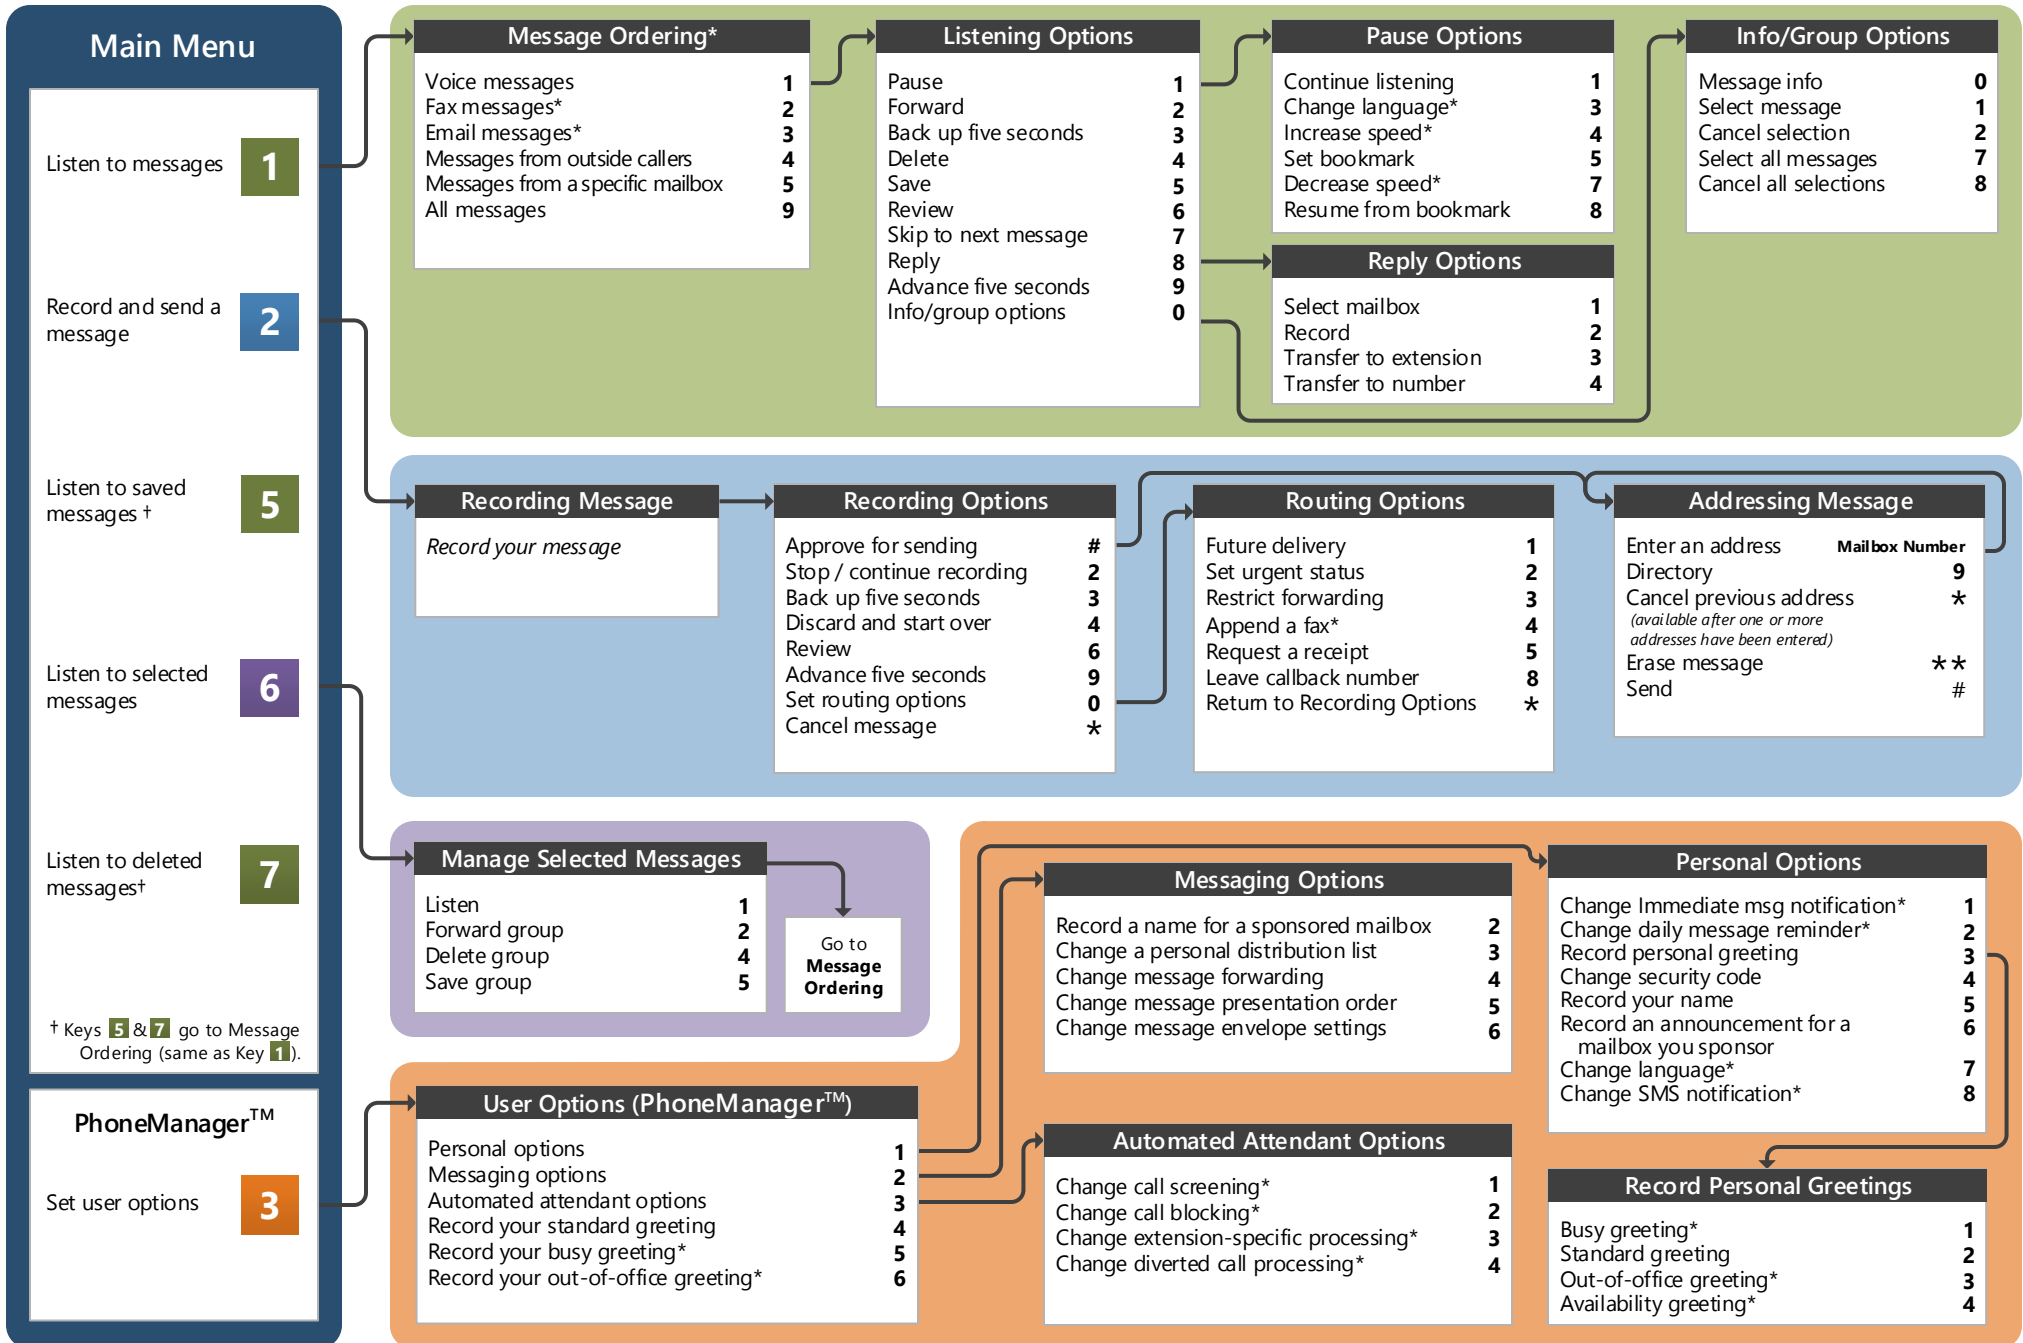 Main Menu
Listen to messages 1
Record and send a
message 2
Listen to saved
messages † 5
Listen to selected
messages 6
Listen to deleted
messages† 7
† Keys 5 & 7 go to Message
Ordering (same as Key 1).
PhoneManager™
Set user options 3
Message Ordering*
Voice messages 1
Fax messages* 2
Email messages* 3
Messages from outside callers 4
Messages from a specific mailbox 5
All messages 9
Listening Options
Pause 1
Forward 2
Back up five seconds 3
Delete 4
Save 5
Review 6
Skip to next message 7
Reply 8
Advance five seconds 9
Info/group options 0
Pause Options
Continue listening 1
Change language* 3
Increase speed* 4
Set bookmark 5
Decrease speed* 7
Resume from bookmark 8
Reply Options
Select mailbox 1
Record 2
Transfer to extension 3
Transfer to number 4
Info/Group Options
Message info 0
Select message 1
Cancel selection 2
Select all messages 7
Cancel all selections 8
Recording Message
Record your message
Recording Options
Approve for sending #
Stop / continue recording 2
Back up five seconds 3
Discard and start over 4
Review 6
Advance five seconds 9
Set routing options 0
Cancel message *
Routing Options
Future delivery 1
Set urgent status 2
Restrict forwarding 3
Append a fax* 4
Request a receipt 5
Leave callback number 8
Return to Recording Options *
Addressing Message
Enter an address Mailbox Number
Directory 9
Cancel previous address *
(available after one or more
addresses have been entered)
Erase message **
Send #
Manage Selected Messages
Listen 1
Forward group 2
Delete group 4
Save group 5
Go to
Message
Ordering
User Options (PhoneManager™)
Personal options 1
Messaging options 2
Automated attendant options 3
Record your standard greeting 4
Record your busy greeting* 5
Record your out-of-office greeting* 6
Messaging Options
Record a name for a sponsored mailbox 2
Change a personal distribution list 3
Change message forwarding 4
Change message presentation order 5
Change message envelope settings 6
Automated Attendant Options
Change call screening* 1
Change call blocking* 2
Change extension-specific processing* 3
Change diverted call processing* 4
Personal Options
Change Immediate msg notification* 1
Change daily message reminder* 2
Record personal greeting 3
Change security code 4
Record your name 5
Record an announcement for a 6
mailbox you sponsor
Change language* 7
Change SMS notification* 8
Record Personal Greetings
Busy greeting* 1
Standard greeting 2
Out-of-office greeting* 3
Availability greeting* 4